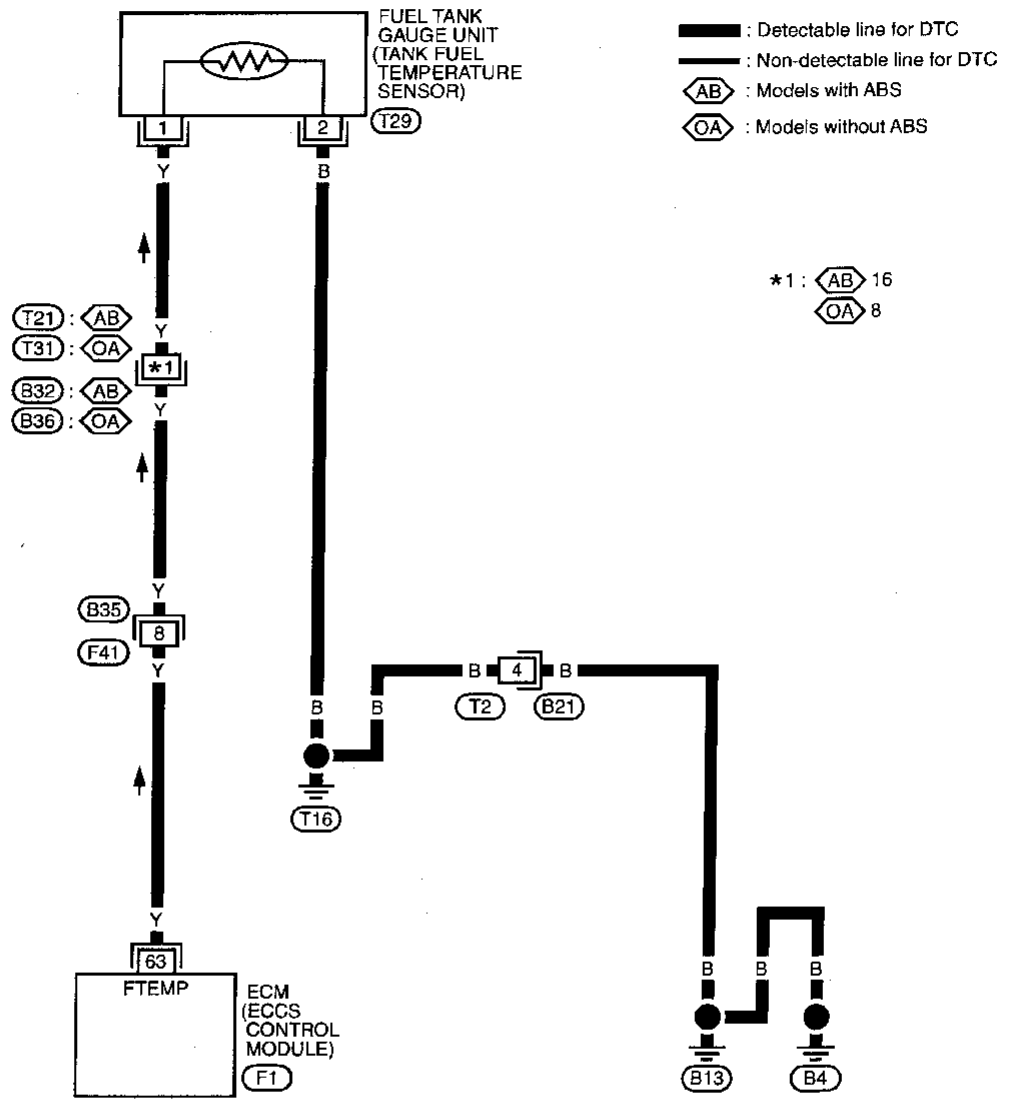 FUEL TANK
GAUGE UNIT
(TANK FUEL
TEMPERATURE
SENSOR)
T29
1
2
Y
B
: Detectable line for DTC
: Non-detectable line for DTC
AB : Models with ABS
OA : Models without ABS
*1 : AB 16
OA 8
T21 : AB
T31 : OA
Y
*1
B32 : AB
B36 : OA
Y
Y
B35
8
F41
Y
B
B
B 4 B
T2
B21
T16
Y
63
FTEMP
ECM
(ECCS
CONTROL
MODULE)
F1
B
B
B
B13
B4